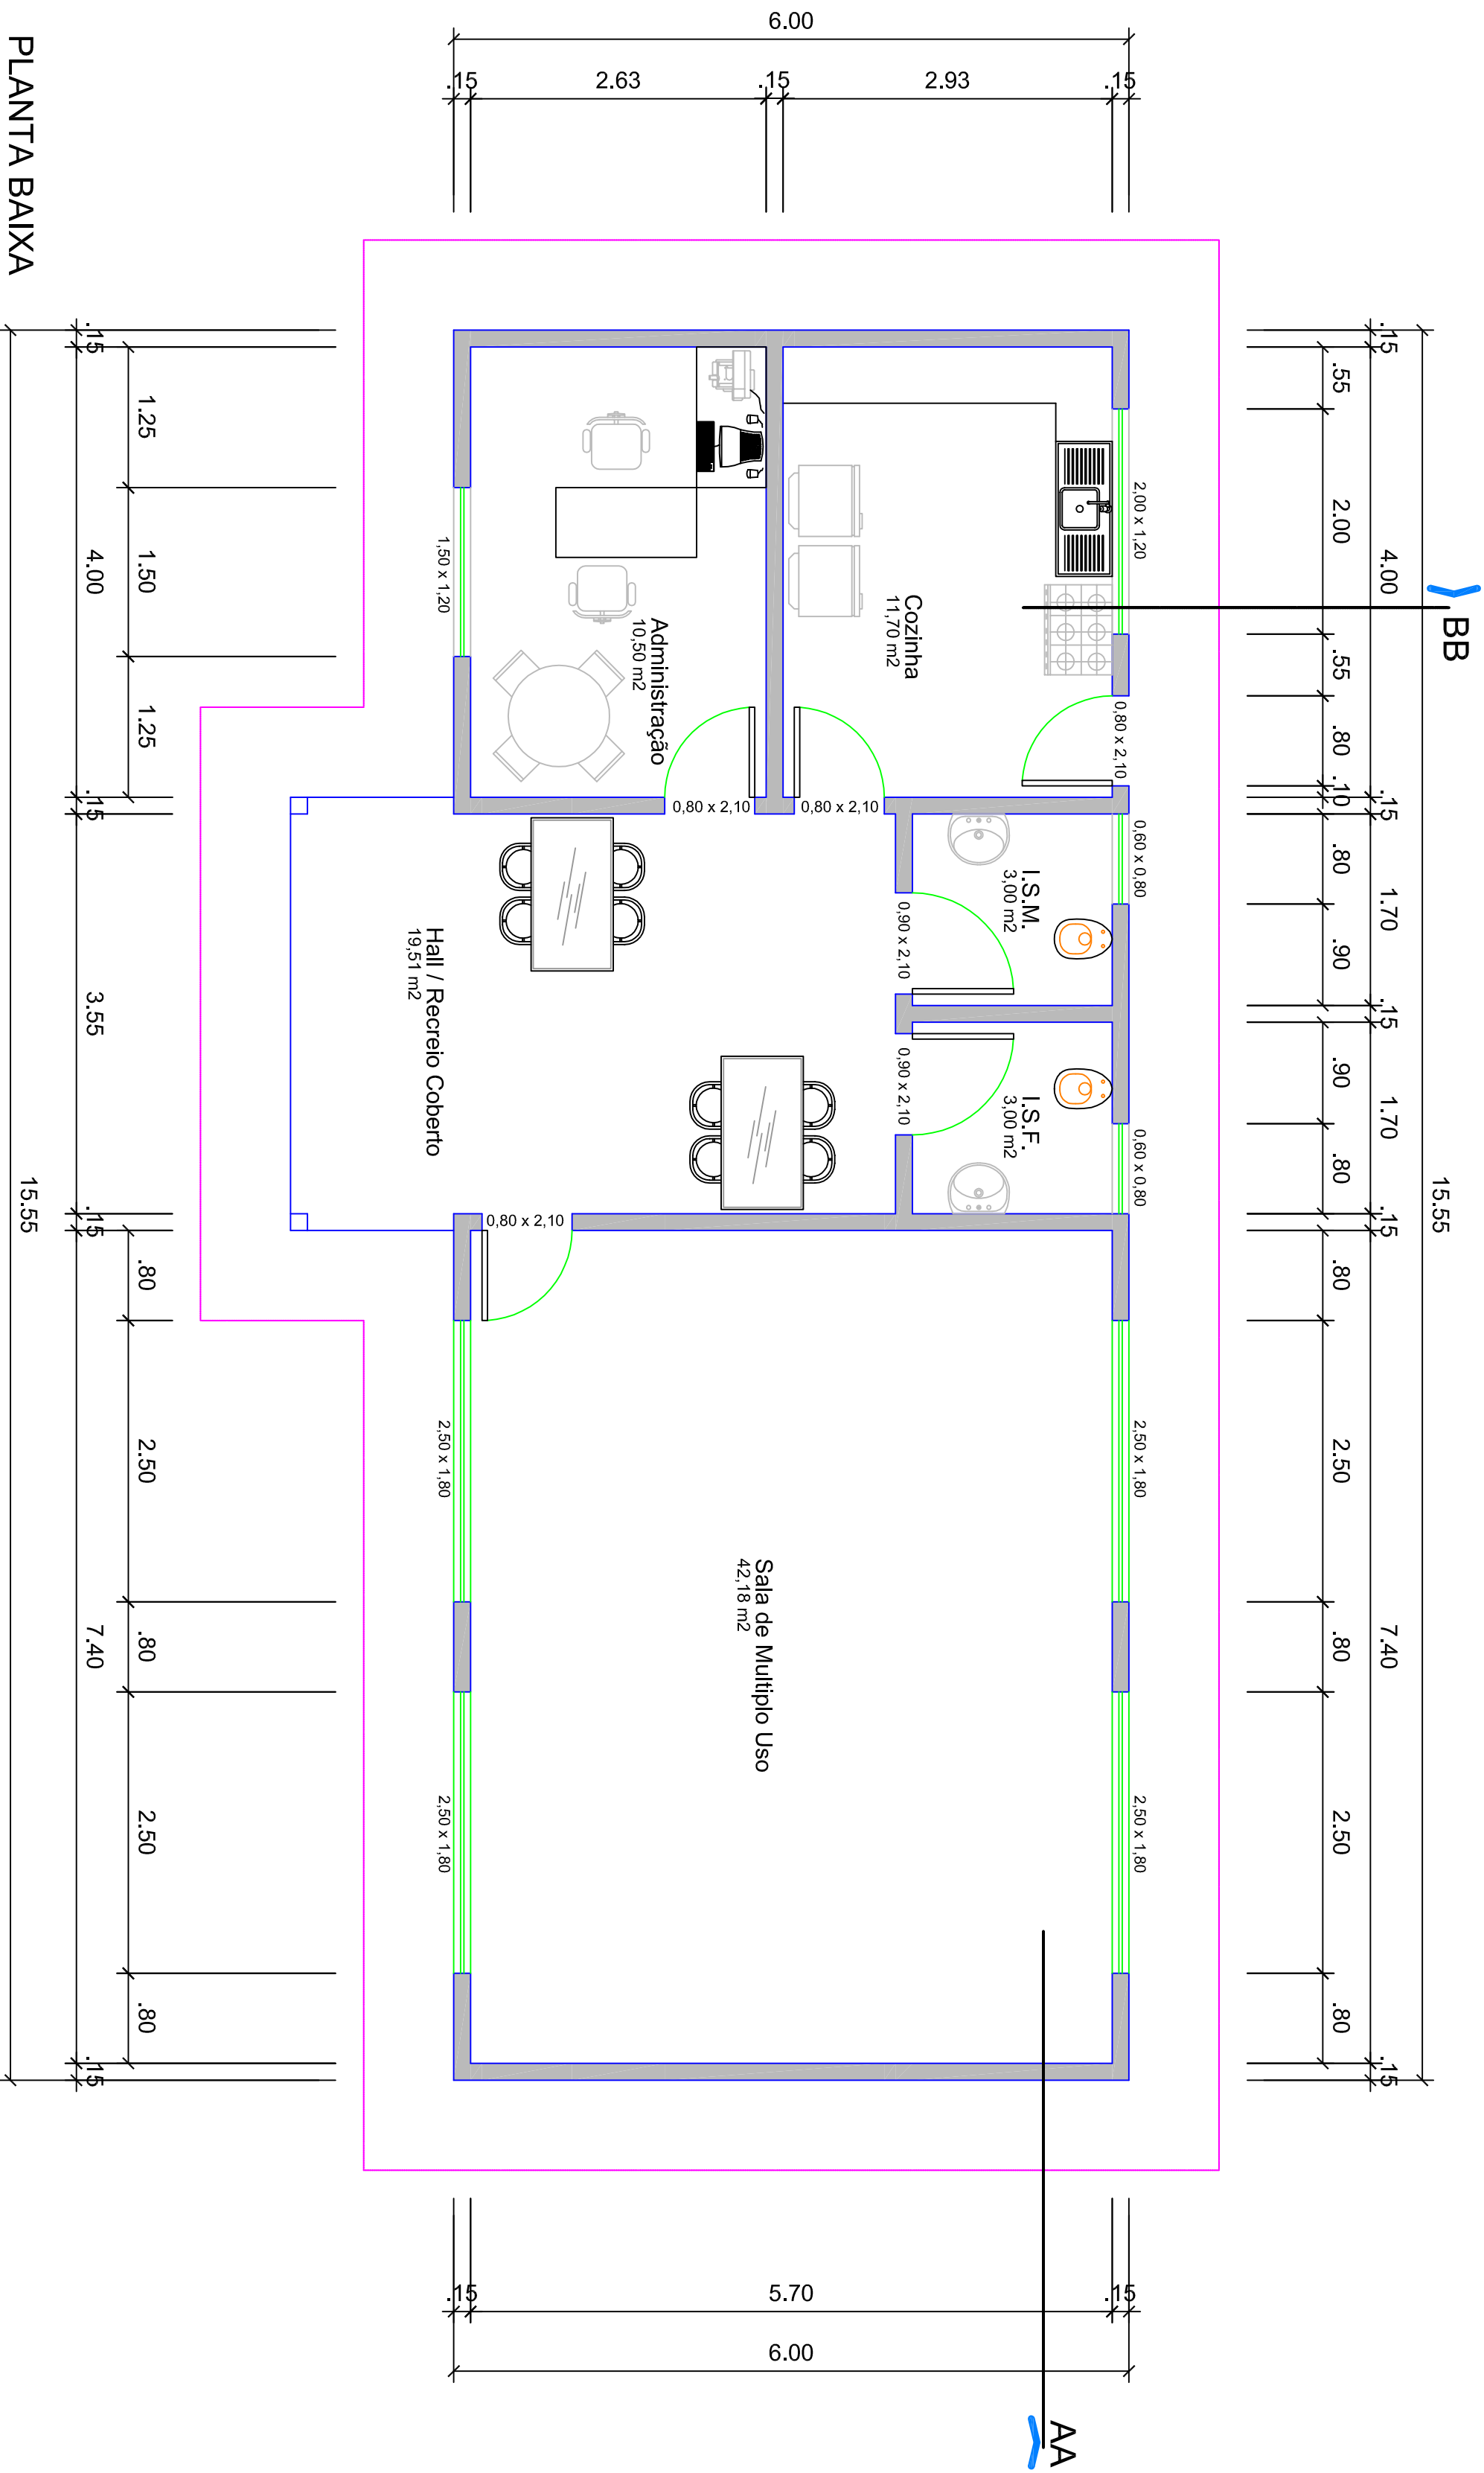 6.00
.15
2.63
.15
2.93
.15
PLANTA BAIXA
15.55
.15
4.00
.15
1.70
.15
1.70
.15
7.40
.15
.55
2.00
.55
.80
.10
.80
.90
.90
.80
.80
2.50
.80
2.50
.80
BB
2,00 x 1,20
0,80 x 2,10
0,60 x 0,80
0,60 x 0,80
2,50 x 1,80
2,50 x 1,80
Cozinha
11,70 m2
Administração
10,50 m2
1,50 x 1,20
0,80 x 2,10
0,80 x 2,10
I.S.M.
3,00 m2
0,90 x 2,10
I.S.F.
3,00 m2
0,90 x 2,10
Hall / Recreio Coberto
19,51 m2
0,80 x 2,10
Sala de Multiplo Uso
42,18 m2
2,50 x 1,80
2,50 x 1,80
1.25
1.50
1.25
.80
2.50
.80
2.50
.80
.15
4.00
.15
3.55
.15
7.40
.15
15.55
.15
5.70
.15
6.00
AA